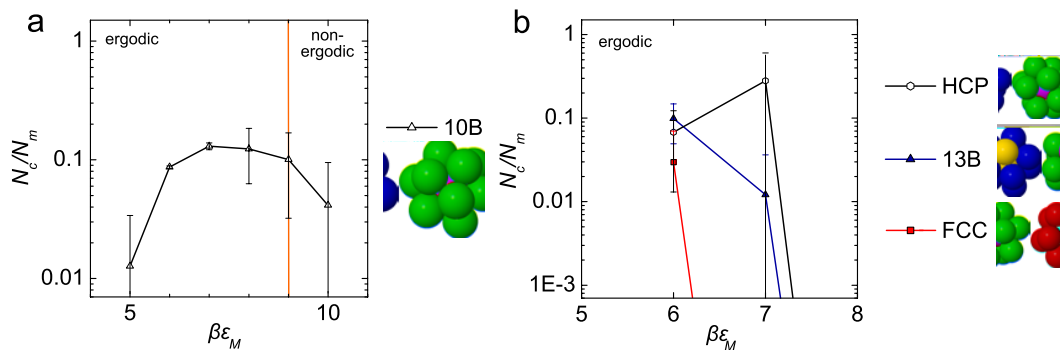 a
ergodic
non-
ergodic
1
0.1
0.01
N_c/N_m
5
10
βε_M
10B
b
ergodic
1
0.1
0.01
1E-3
N_c/N_m
5
6
7
8
βε_M
HCP
13B
FCC